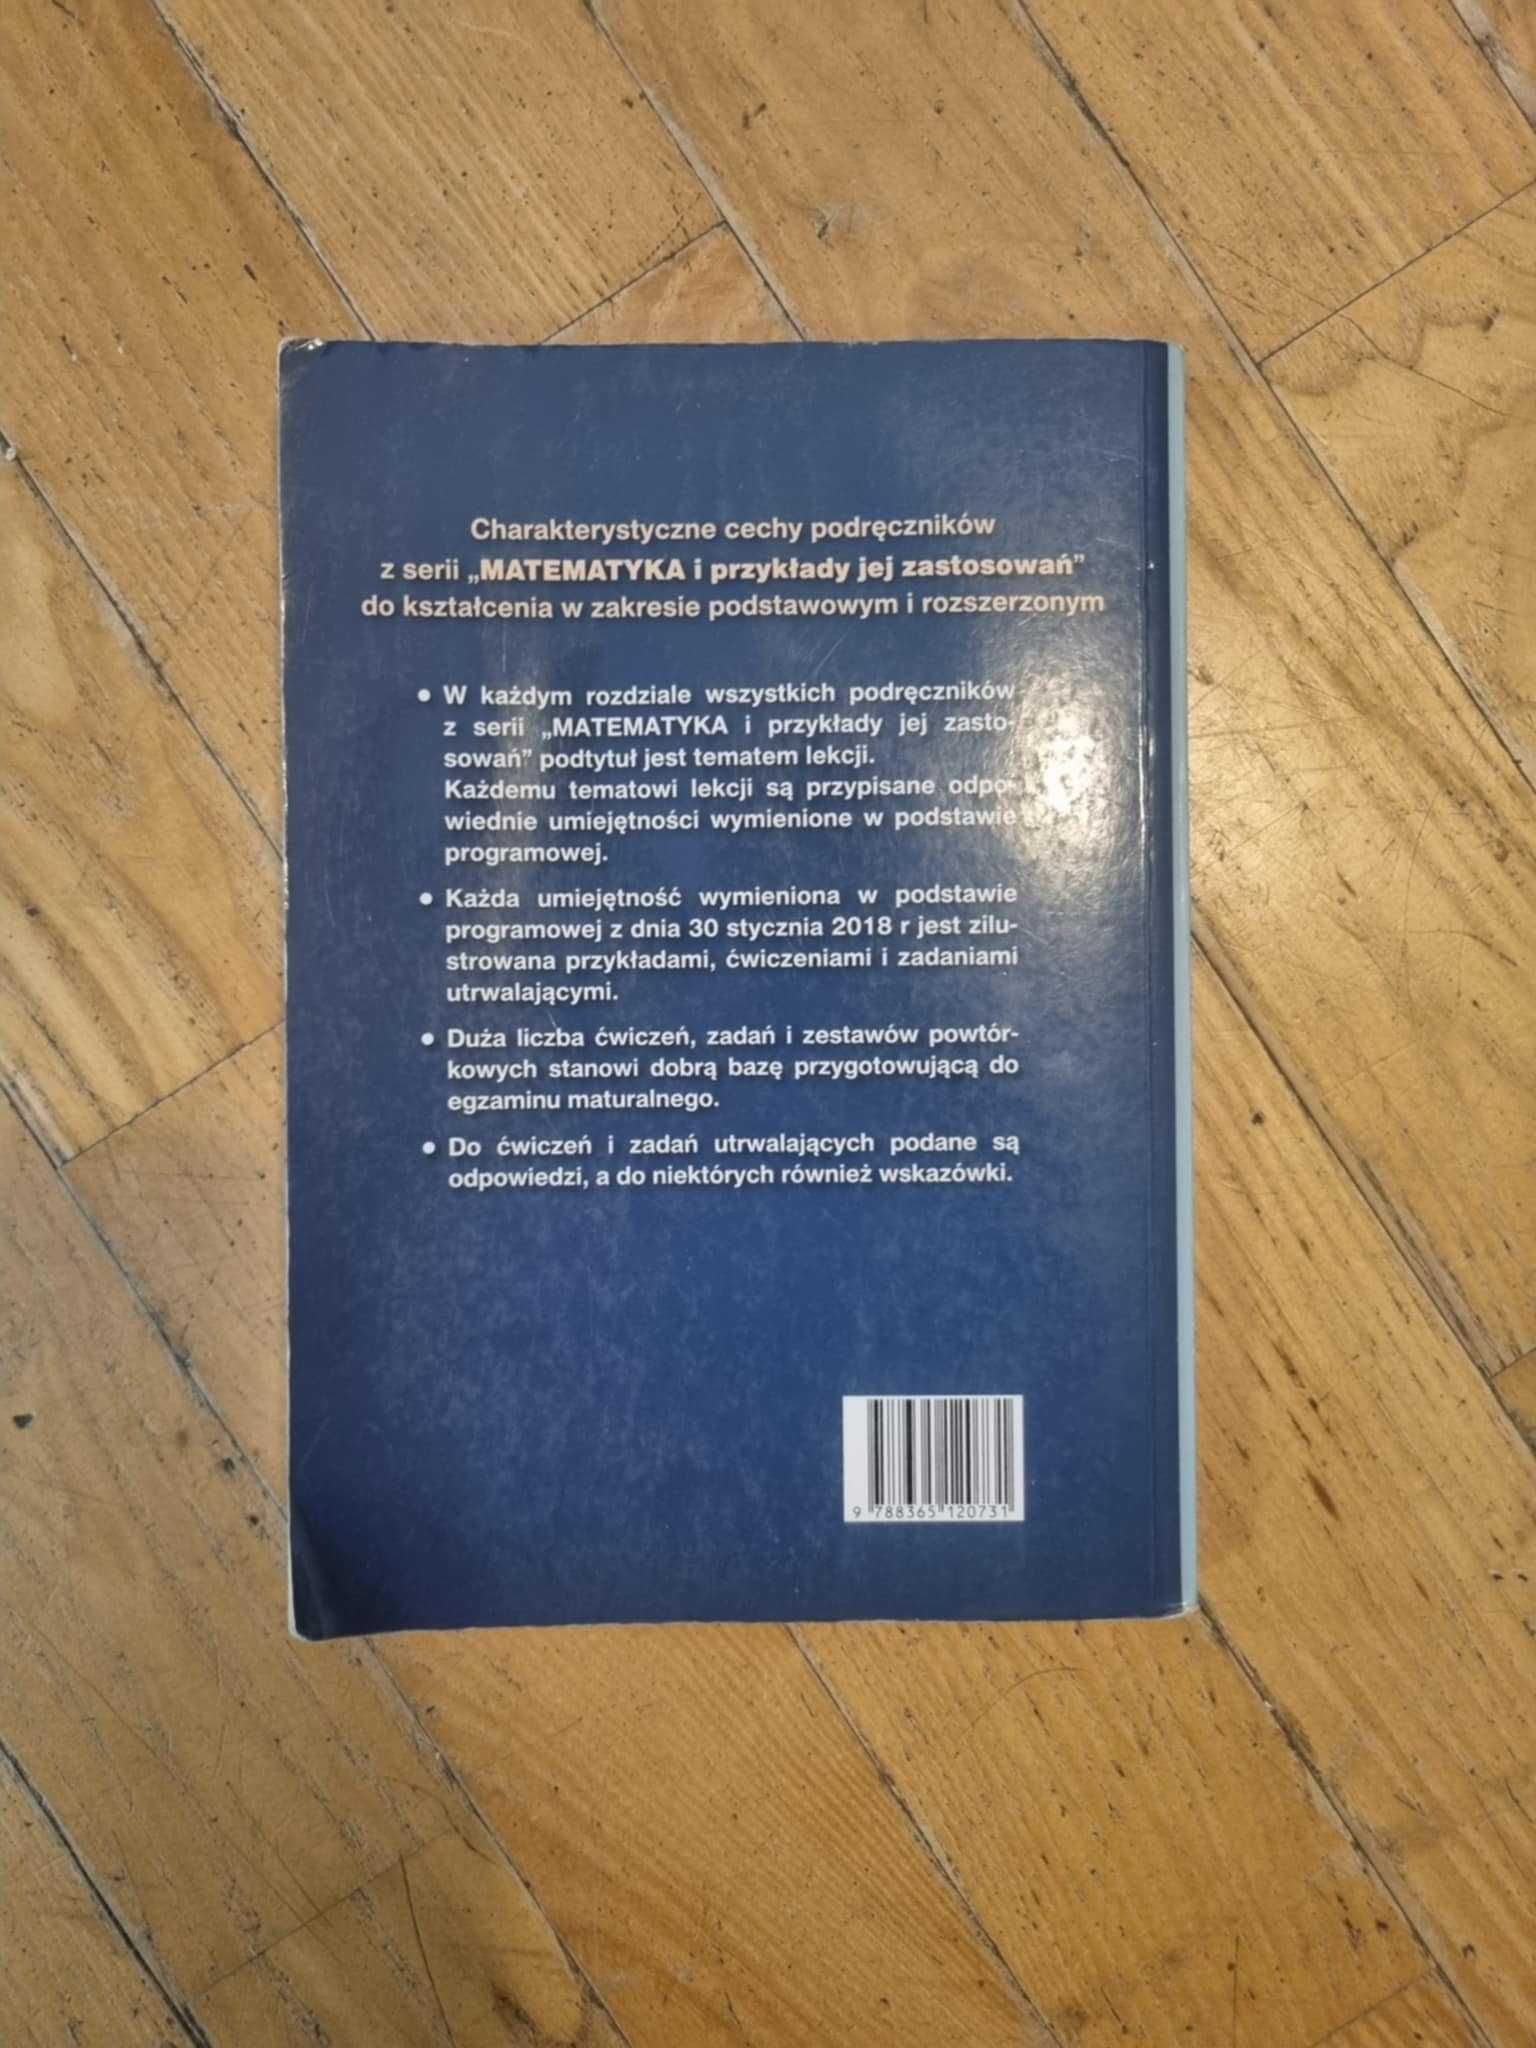 Charakterystyczne cechy podręczników
z serii „MATEMATYKA i przykłady jej zastosowań”
do kształcenia w zakresie podstawowym i rozszerzonym
• W każdym rozdziale wszystkich podręczników
z serii „MATEMATYKA i przykłady jej zasto-
sowań” podtytuł jest tematem lekcji.
Każdemu tematowi lekcji są przypisane odpo-
wiednie umiejętności wymienione w podstawie
programowej.
• Każda umiejętność wymieniona w podstawie
programowej z dnia 30 stycznia 2018 r jest zilu-
strowana przykładami, ćwiczeniami i zadaniami
utrwalającymi.
• Duża liczba ćwiczeń, zadań i zestawów powtór-
kowych stanowi dobrą bazę przygotowującą do
egzaminu maturalnego.
• Do ćwiczeń i zadań utrwalających podane są
odpowiedzi, a do niektórych również wskazówki.
9 788365 120731